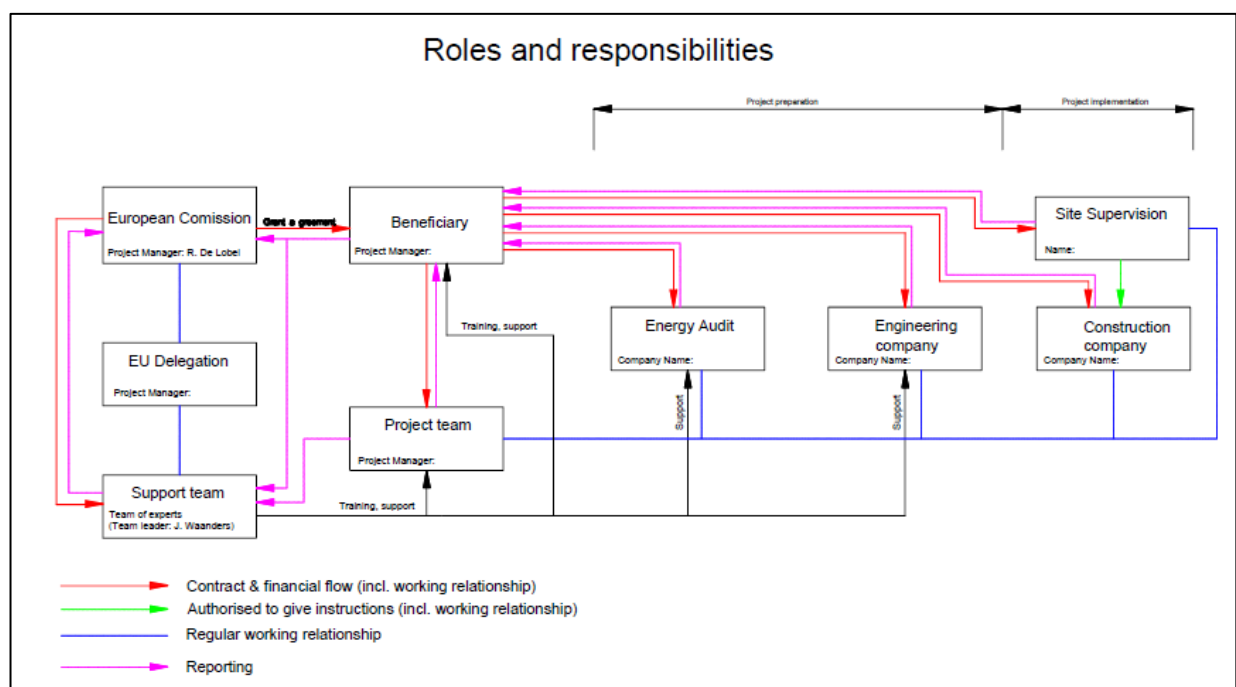 Roles and responsibilities
Project preparation
Project implementation
European Comission
Project Manager: R. De Lobel
Grant a greement
Beneficiary
Project Manager:
Site Supervision
Name:
EU Delegation
Project Manager:
Training, support
Energy Audit
Company Name:
Engineering
company
Company Name:
Construction
company
Company Name:
Project team
Project Manager:
Support
Support
Support team
Team of experts
(Team leader: J. Waanders)
Training, support
Contract & financial flow (incl. working relationship)
Authorised to give instructions (incl. working relationship)
Regular working relationship
Reporting